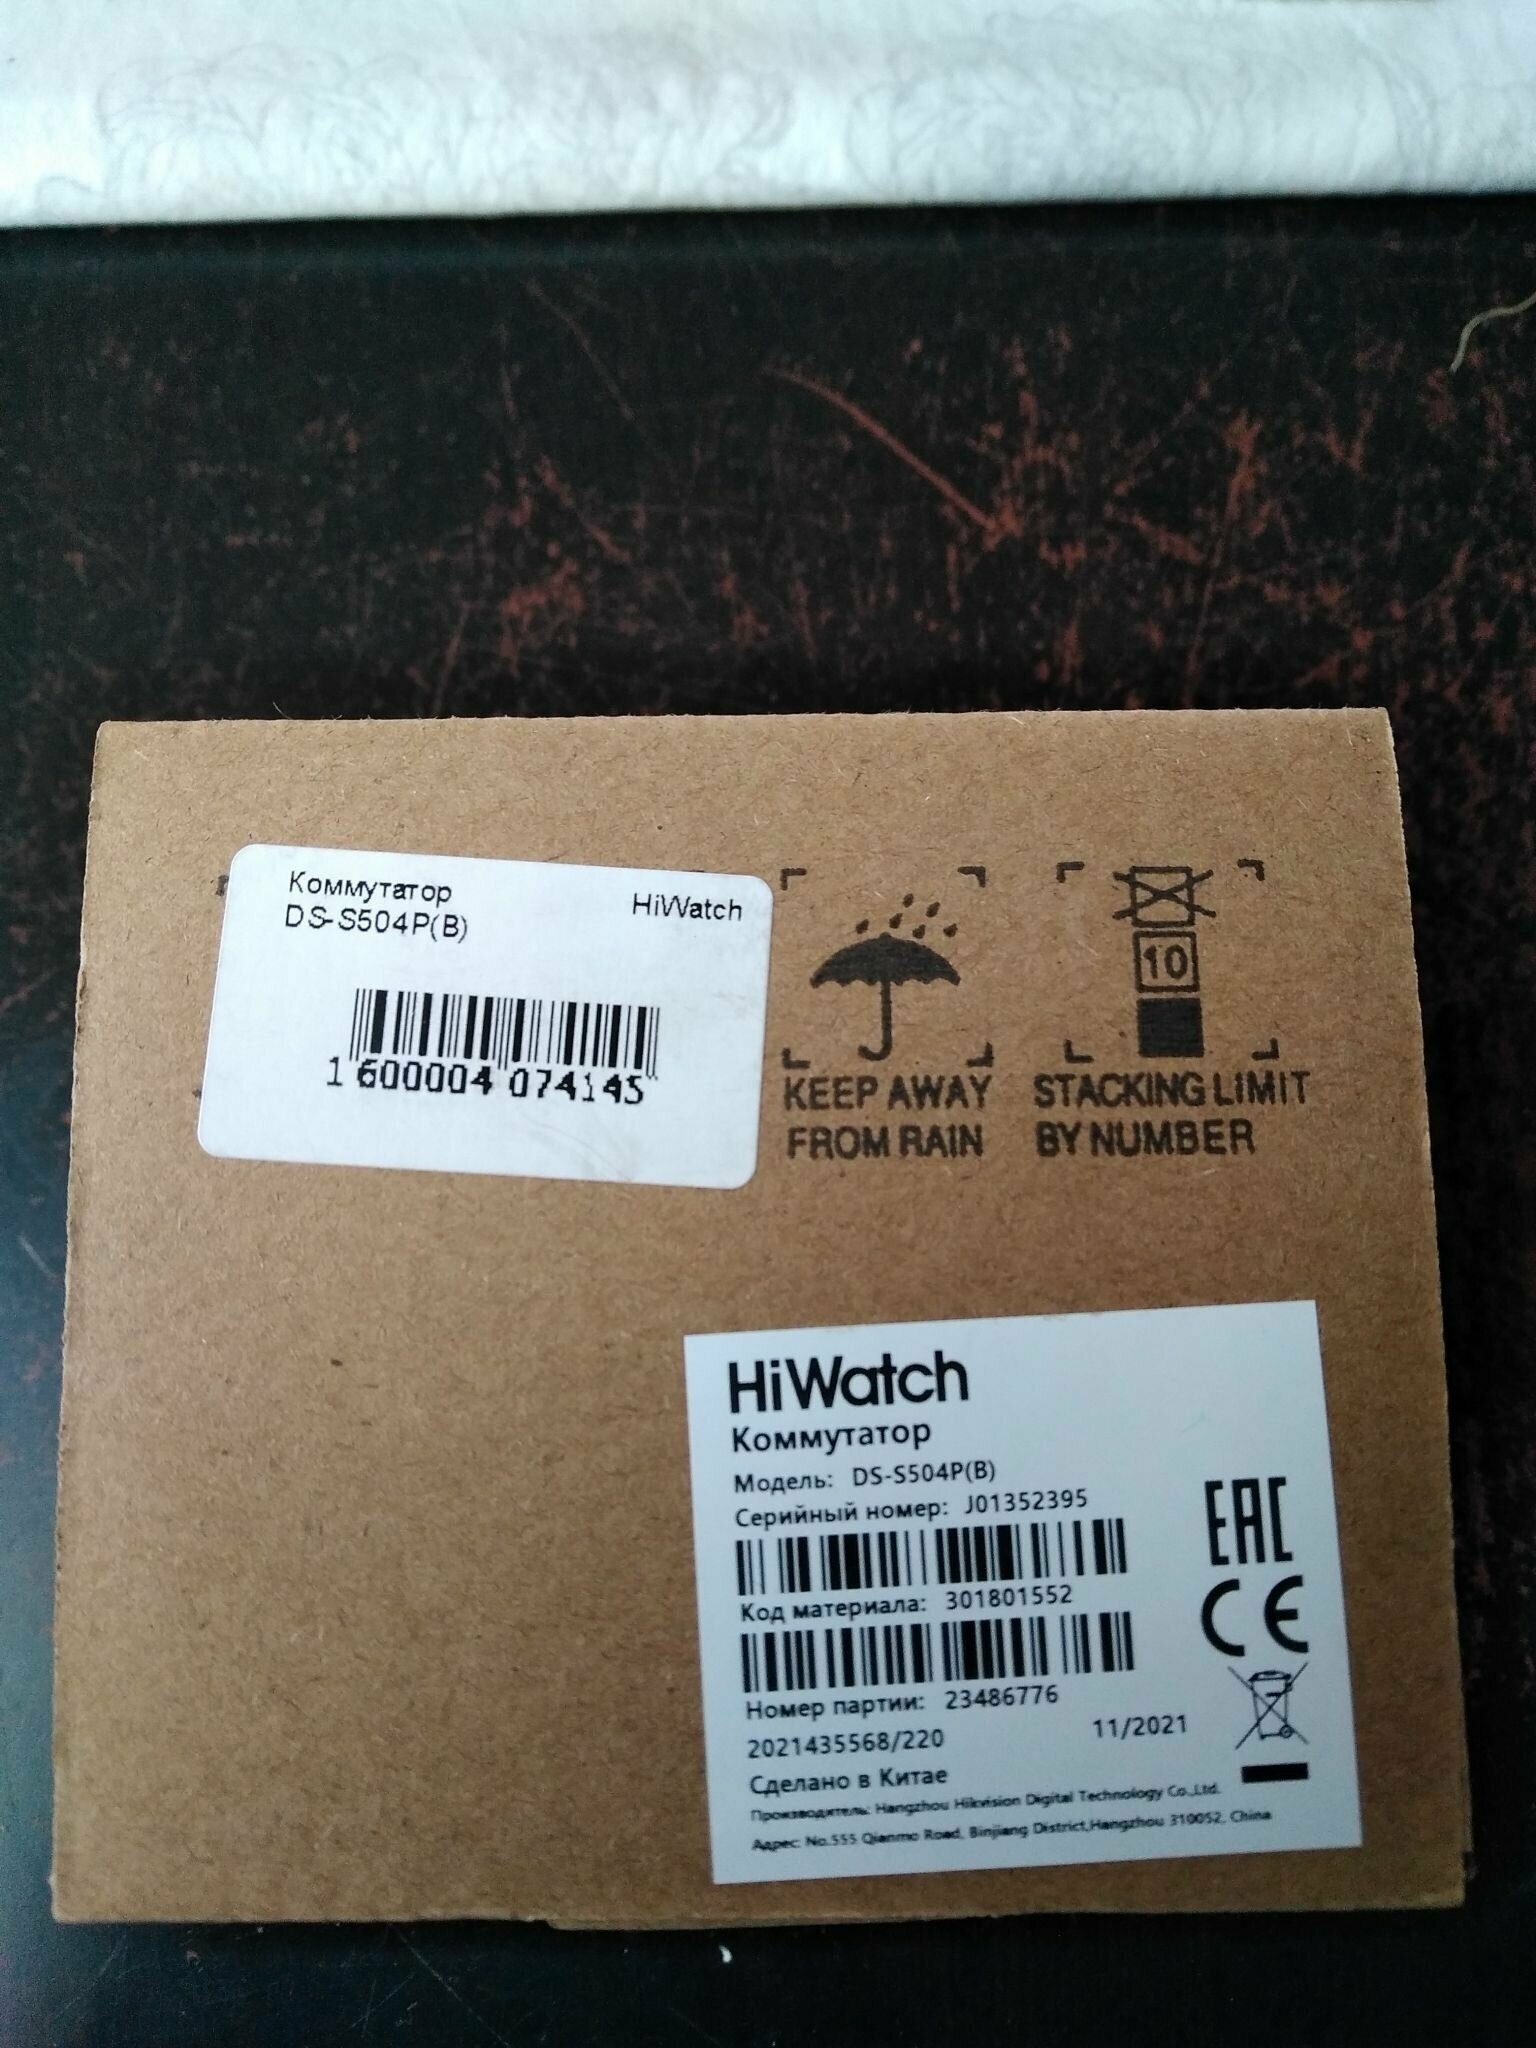 Коммутатор HiWatch
DS-S504P(B)
1 600004 074145
10
KEEP AWAY
FROM RAIN
STACKING LIMIT
BY NUMBER
HiWatch
Коммутатор
Модель: DS-S504P(B)
Серийный номер: J01352395
Код материала: 301801552
Номер партии: 23486776
2021435568/220 11/2021
Сделано в Китае
Производитель: Hangzhou Hikvision Digital Technology Co.,Ltd.
Адрес: No.555 Qianmo Road, Binjiang District,Hangzhou 310052, China
EAC
CE